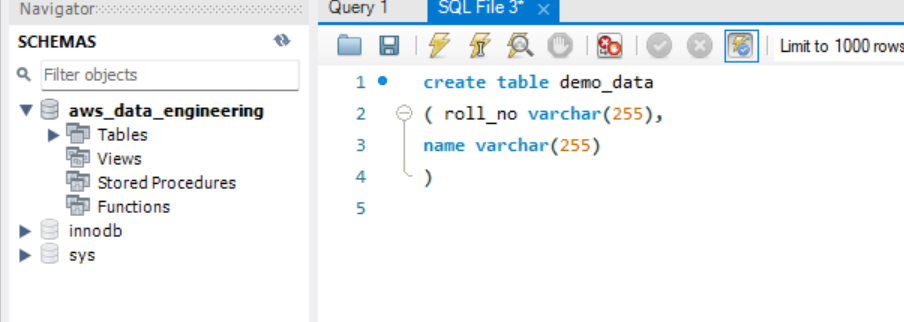 Navigator
Query 1
SQL File 3*
SCHEMAS
Limit to 1000 rows
Filter objects
aws_data_engineering
Tables
Views
Stored Procedures
Functions
innodb
sys
1 create table demo_data
2 ( roll_no varchar(255),
3 name varchar(255)
4 )
5